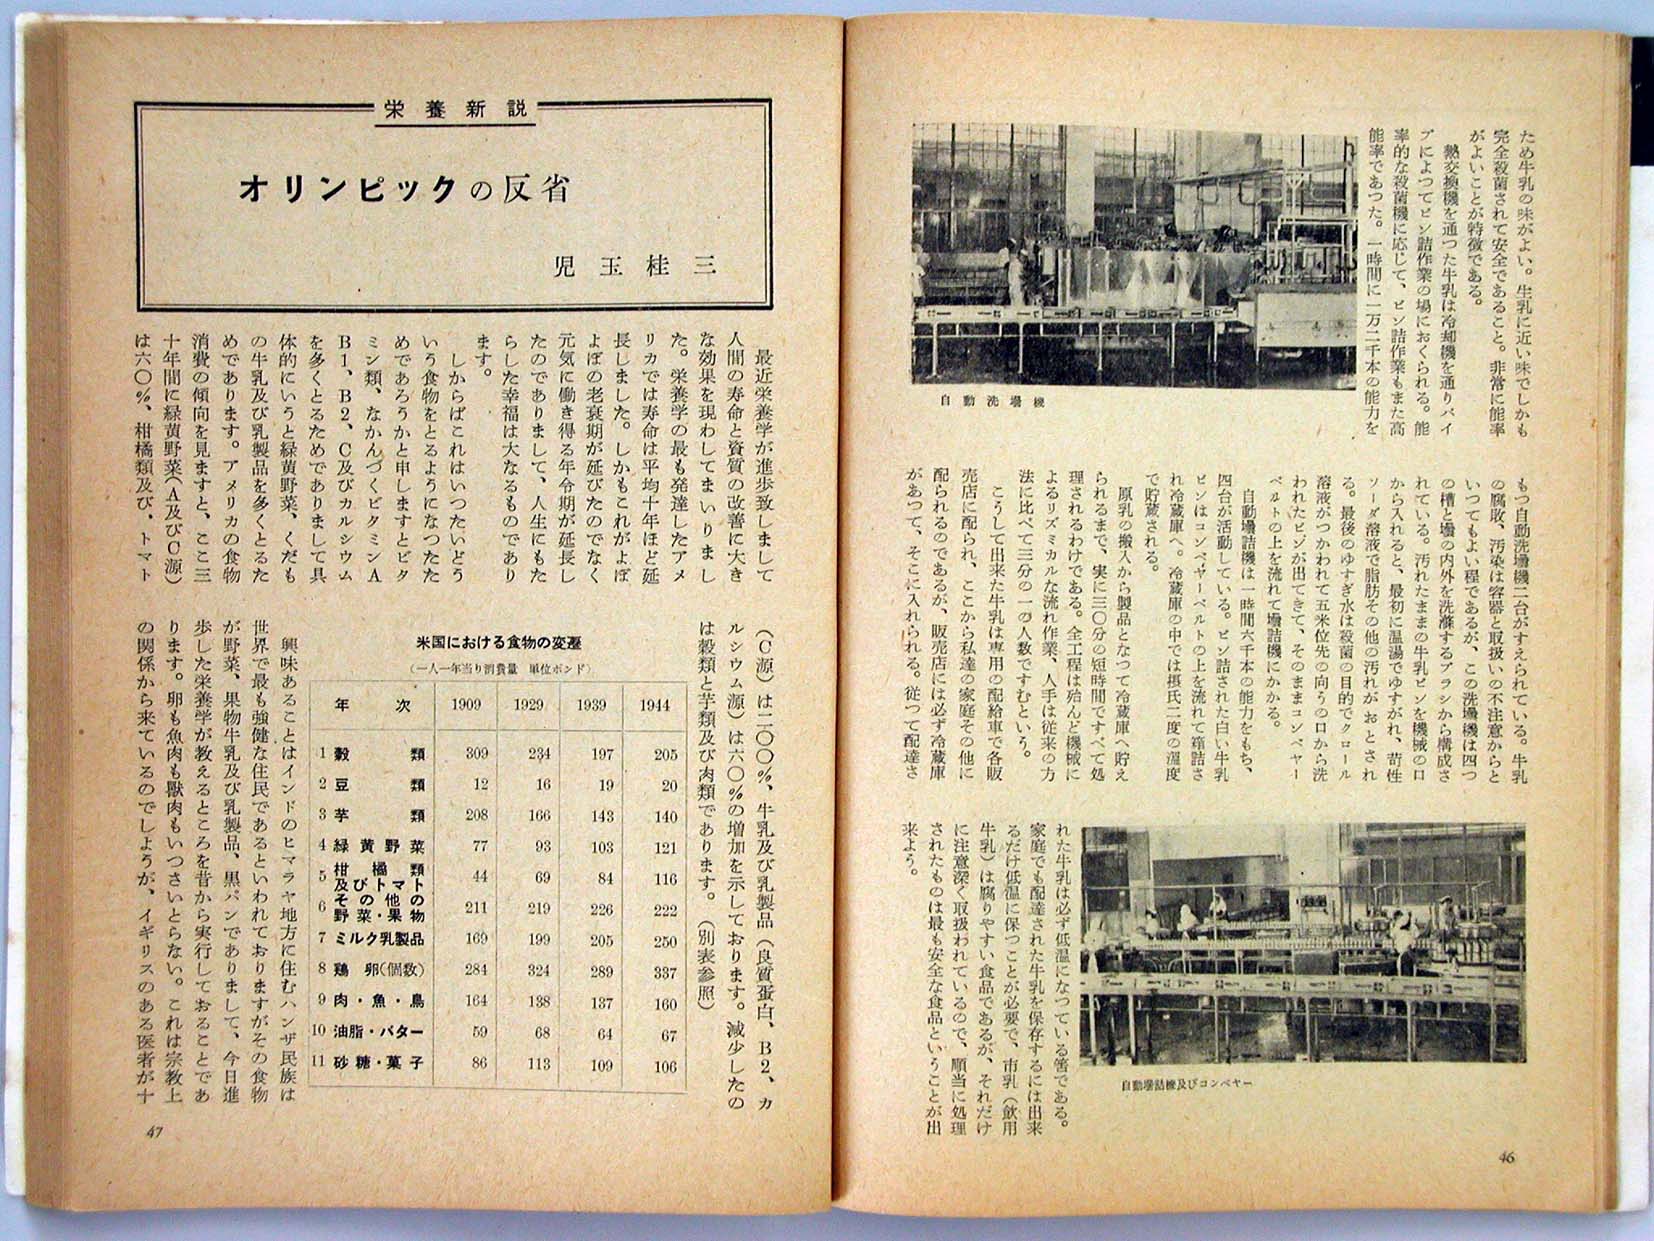 ため牛乳の味がよい。生乳に近い味でしかも
完全殺菌されて安全であること。非常に能率
がよいことが特徴である。
熱交換機を通つた牛乳は冷却機を通りパイ
プによつてビン詰作業の場におくられる。能
率的な殺菌機に応じて、ビン詰作業もまた高
能率であつた。一時間に一万二千本の能力を
自動洗壜機
もつ自動洗壜機二台がすえられている。牛乳
の腐敗、汚染は容器と取扱いの不注意からと
いつてもよい程であるが、この洗壜機は四つ
の槽と壜の内外を洗滌するブラシから構成さ
れている。汚れたままの牛乳ビンを機械の口
から入れると、最初に温湯でゆすがれ、苛性
ソーダ溶液で脂肪その他の汚れがおとされ
る。最後のゆすぎ水は殺菌の目的でクロール
溶液がつかわれて五米位先の向うの口から洗
われたビンが出てきて、そのままコンベヤー
ベルトの上を流れて壜詰機にかかる。
自動壜詰機は一時間六千本の能力をもち、
四台が活動している。ビン詰された白い牛乳
ビンはコンベヤーベルトの上を流れて箱詰さ
れ冷蔵庫へ。冷蔵庫の中では摂氏二度の温度
で貯蔵される。
原乳の搬入から製品となつて冷蔵庫へ貯え
られるまで、実に三〇分の短時間ですべて処
理されるわけである。全工程は殆んど機械に
よるリズミカルな流れ作業、人手は従来の方
法に比べて三分の一の人数ですむという。
こうして出来た牛乳は専用の配給車で各販
売店に配られ、ここから私達の家庭その他に
配られるのであるが、販売店には必ず冷蔵庫
があつて、そこに入れられる。従つて配達さ
れた牛乳は必ず低温になつている筈である。
家庭でも配達された牛乳を保存するには出来
るだけ低温に保つことが必要で、市乳（飲用
牛乳）は腐りやすい食品であるが、それだけ
に注意深く取扱われているので、順当に処理
されたものは最も安全な食品ということが出
来よう。
自動壜詰機及びコンベヤー
46
栄養新説
オリンピックの反省
児玉桂三
最近栄養学が進歩致しまして
人間の寿命と資質の改善に大き
な効果を現わしてまいりまし
た。栄養学の最も発達したアメ
リカでは寿命は平均十年ほど延
長しました。しかもこれがよぼ
よぼの老衰期が延びたのでなく
元気に働き得る年令期が延長し
たのでありまして、人生にもた
らした幸福は大なるものであり
ます。
しからばこれはいつたいどう
いう食物をとるようになつたた
めであろうかと申しますとビタ
ミン類、なかんづくビタミンA
B1、B2、C及びカルシウム
を多くとるためでありまして具
体的にいうと緑黄野菜、くだも
の牛乳及び乳製品を多くとるた
めであります。アメリカの食物
消費の傾向を見ますと、ここ三
十年間に緑黄野菜（A及びC源）
は六〇％、柑橘類及び、トマト
（C源）は二〇〇％、牛乳及び乳製品（良質蛋白、B2、カ
ルシウム源）は六〇％の増加を示しております。減少したの
は穀類と芋類及び肉類であります。（別表参照）
米国における食物の変遷
（一人一年当り消費量　単位ポンド）
年次 1909 1929 1939 1944
1 穀類 309 234 197 205
2 豆類 12 16 19 20
3 芋類 208 166 143 140
4 緑黄野菜 77 93 103 121
5 柑橘類及びトマト 44 69 84 116
6 その他の野菜・果物 211 219 226 222
7 ミルク乳製品 169 199 205 250
8 鶏卵（個数） 284 324 289 337
9 肉・魚・鳥 164 138 137 160
10 油脂・バター 59 68 64 67
11 砂糖・菓子 86 113 109 106
興味あることはインドのヒマラヤ地方に住むハンザ民族は
世界で最も強健な住民であるといわれておりますがその食物
が野菜、果物牛乳及び乳製品、黒パンでありまして、今日進
歩した栄養学が教えるところを昔から実行しておることであ
ります。卵も魚肉も獣肉もいつさいとらない。これは宗教上
の関係から来ているのでしようが、イギリスのある医者が十
47